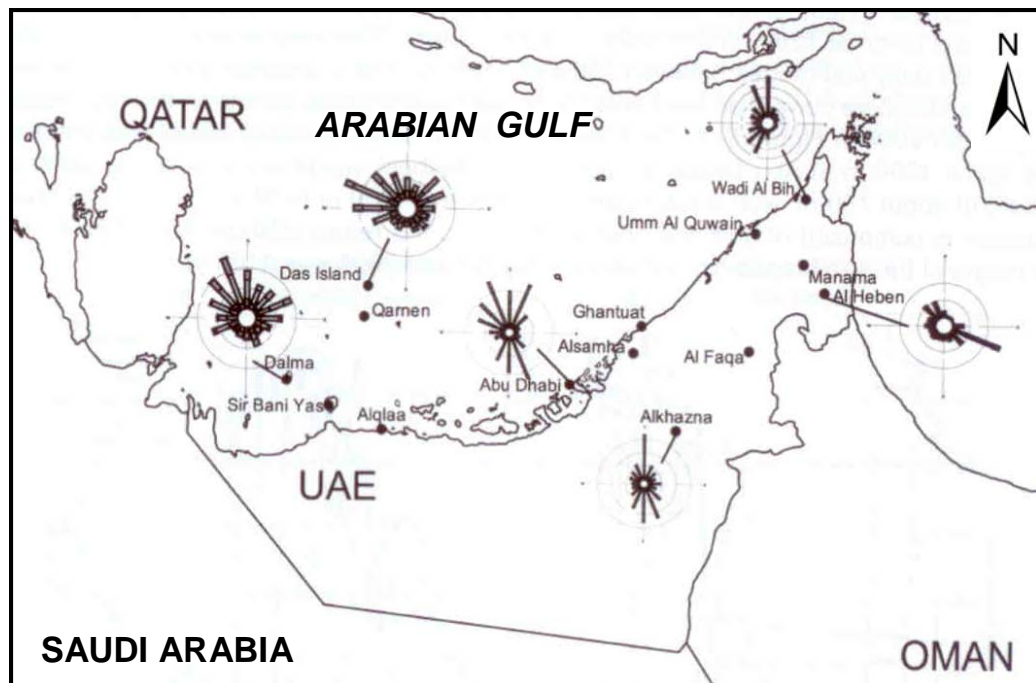 N
QATAR
ARABIAN GULF
Wadi Al Bih
Umm Al Quwain
Das Island
Manama
Al Heben
Qarnen
Ghantuat
Alsamha
Al Faqa
Dalma
Abu Dhabi
Sir Bani Yas
Alqlaa
Alkhazna
UAE
SAUDI ARABIA
OMAN